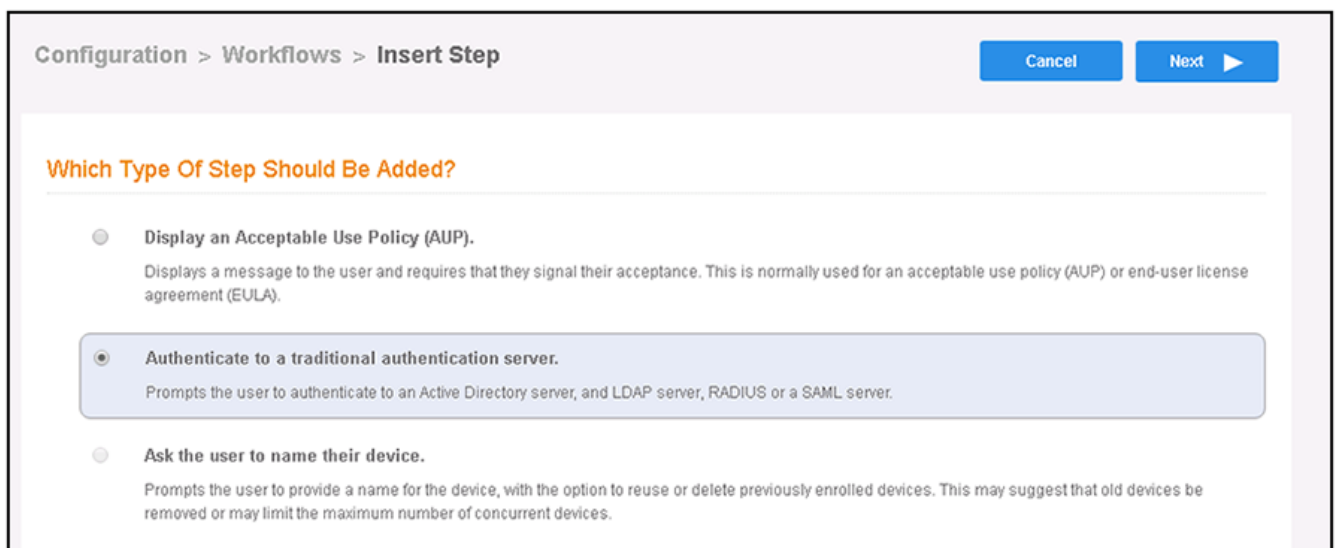 Configuration > Workflows > Insert Step
Cancel
Next
Which Type Of Step Should Be Added?
Display an Acceptable Use Policy (AUP).
Displays a message to the user and requires that they signal their acceptance. This is normally used for an acceptable use policy (AUP) or end-user license
agreement (EULA).
Authenticate to a traditional authentication server.
Prompts the user to authenticate to an Active Directory server, and LDAP server, RADIUS or a SAML server.
Ask the user to name their device.
Prompts the user to provide a name for the device, with the option to reuse or delete previously enrolled devices. This may suggest that old devices be
removed or may limit the maximum number of concurrent devices.